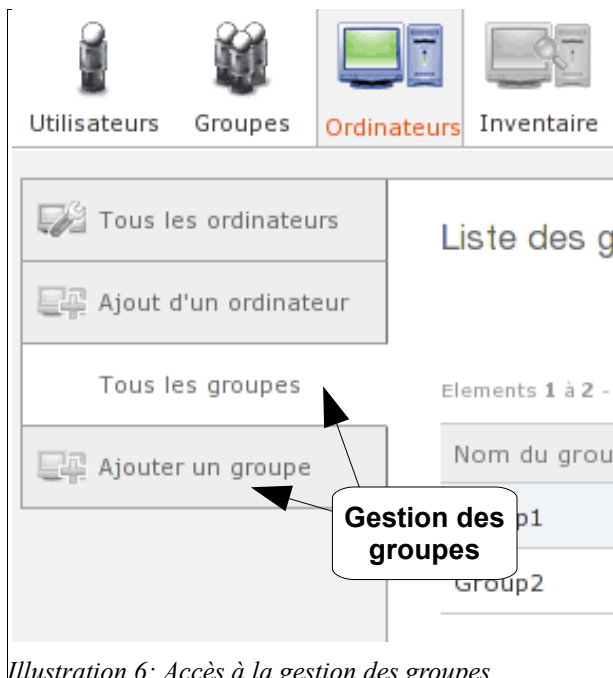 Utilisateurs Groupes Ordinateurs Inventaire
Tous les ordinateurs
Liste des g
Ajout d'un ordinateur
Tous les groupes
Elements 1 à 2 -
Ajouter un groupe
Nom du grou
Gestion des
groupes
p1
Group2
Illustration 6: Accès à la gestion des groupes